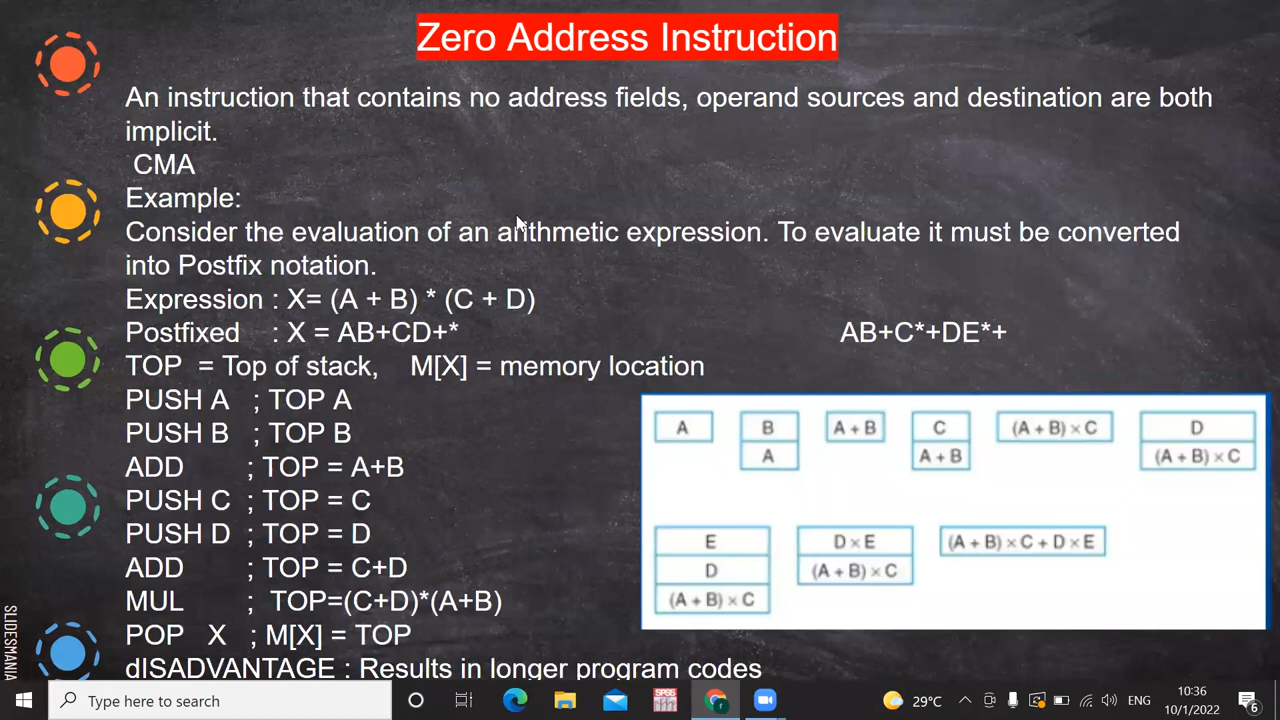 Zero Address Instruction
An instruction that contains no address fields, operand sources and destination are both
implicit.
CMA
Example:
Consider the evaluation of an arithmetic expression. To evaluate it must be converted
into Postfix notation.
Expression : X= (A + B) * (C + D)
Postfixed : X = AB+CD+* AB+C*+DE*+
TOP = Top of stack, M[X] = memory location
PUSH A ; TOP A
PUSH B ; TOP B
ADD ; TOP = A+B
PUSH C ; TOP = C
PUSH D ; TOP = D
ADD ; TOP = C+D
MUL ; TOP=(C+D)*(A+B)
POP X ; M[X] = TOP
dISADVANTAGE : Results in longer program codes
A B A + B C (A + B) × C D
A A + B (A + B) × C
E D × E (A + B) × C + D × E
D (A + B) × C
(A + B) × C
SLIDESMANIA
Type here to search
29°C ENG 10:36
10/1/2022
6